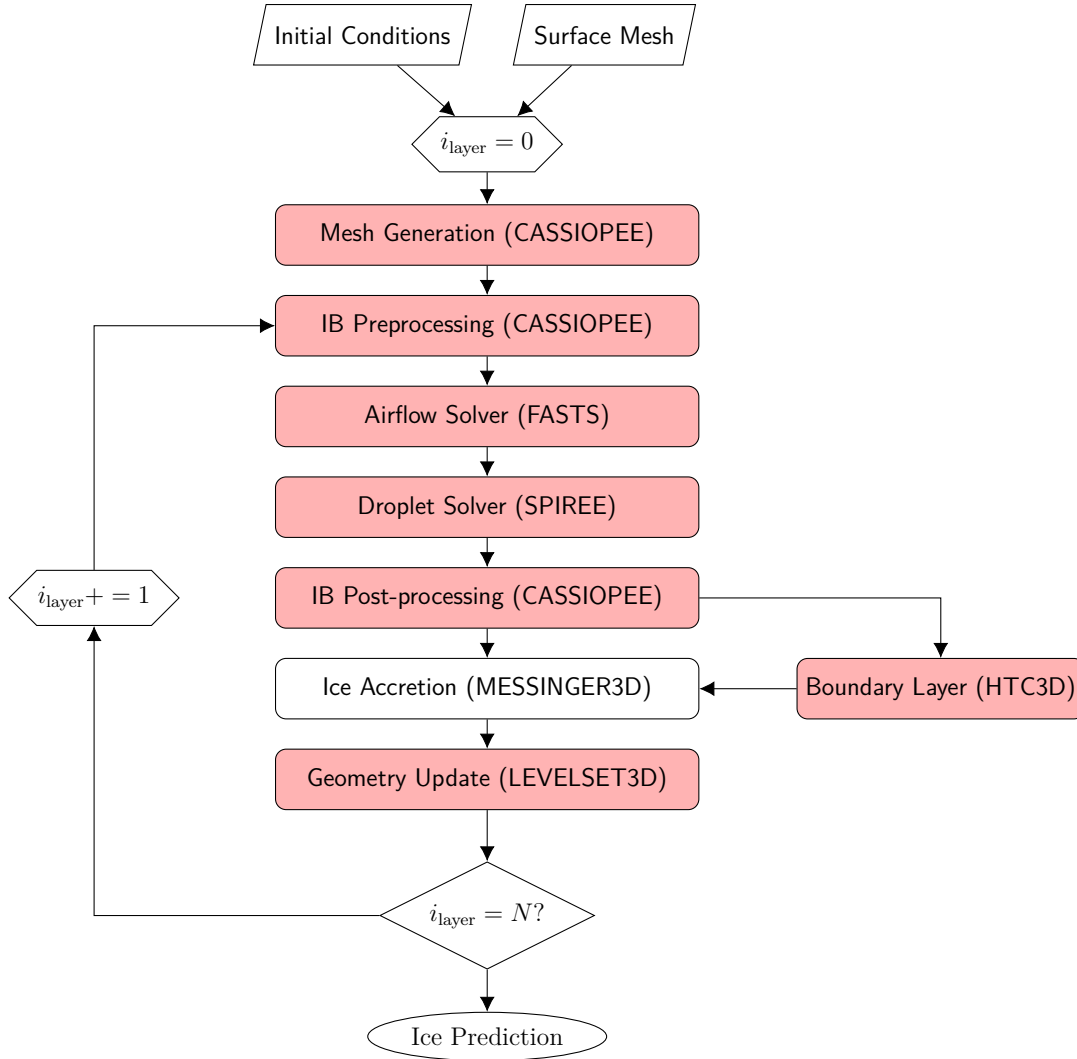 Initial Conditions
Surface Mesh
i_layer = 0
Mesh Generation (CASSIOPEE)
IB Preprocessing (CASSIOPEE)
Airflow Solver (FASTS)
Droplet Solver (SPIREE)
i_layer+ = 1
IB Post-processing (CASSIOPEE)
Ice Accretion (MESSINGER3D)
Boundary Layer (HTC3D)
Geometry Update (LEVELSET3D)
i_layer = N?
Ice Prediction